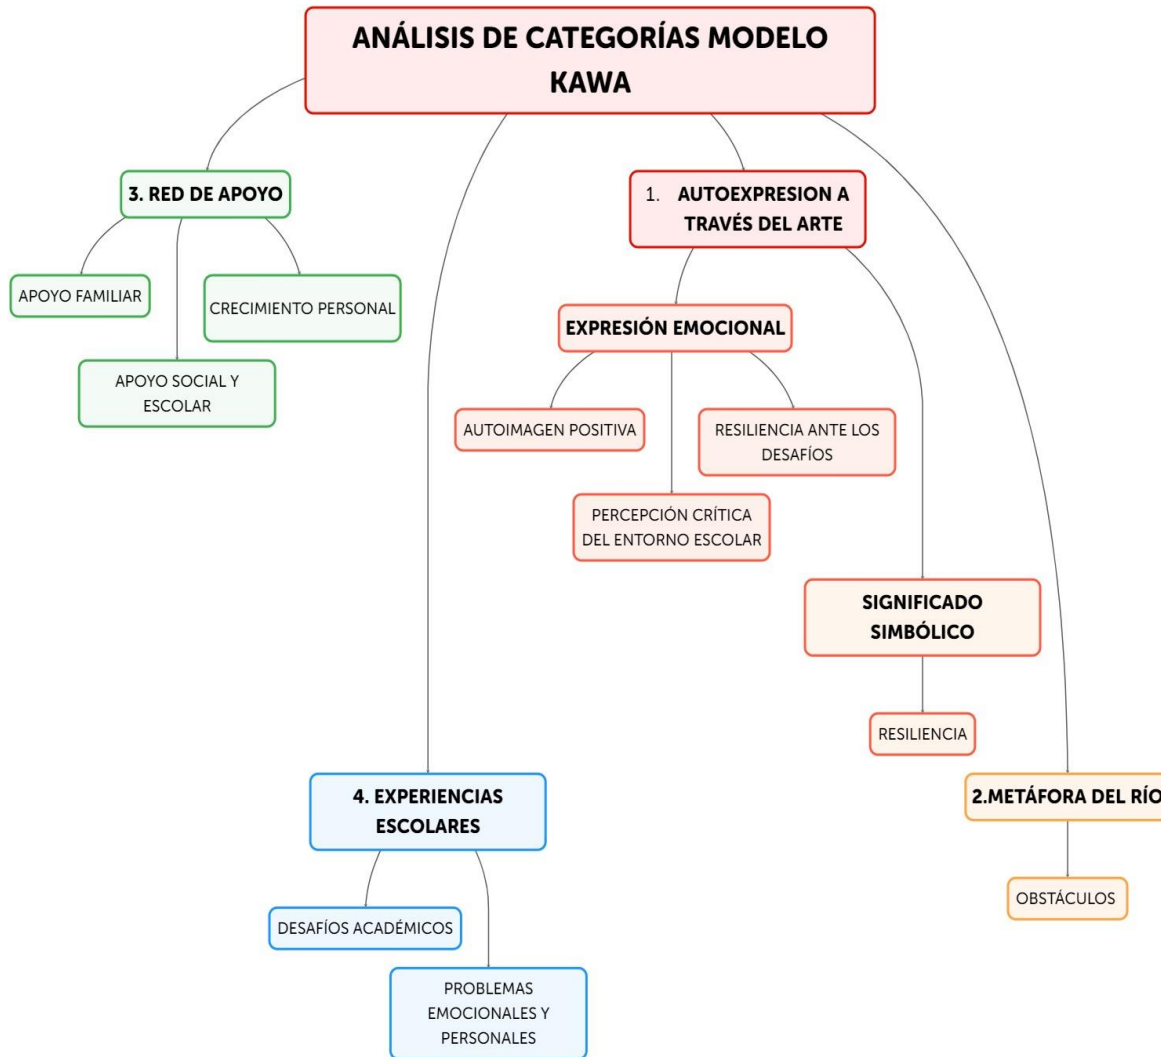 ANÁLISIS DE CATEGORÍAS MODELO
KAWA
3. RED DE APOYO
APOYO FAMILIAR
CRECIMIENTO PERSONAL
APOYO SOCIAL Y
ESCOLAR
1. AUTOEXPRESION A
TRAVÉS DEL ARTE
EXPRESIÓN EMOCIONAL
AUTOIMAGEN POSITIVA
RESILIENCIA ANTE LOS
DESAFÍOS
PERCEPCIÓN CRÍTICA
DEL ENTORNO ESCOLAR
SIGNIFICADO
SIMBÓLICO
RESILIENCIA
4. EXPERIENCIAS
ESCOLARES
DESAFÍOS ACADÉMICOS
PROBLEMAS
EMOCIONALES Y
PERSONALES
2.METÁFORA DEL RÍO
OBSTÁCULOS